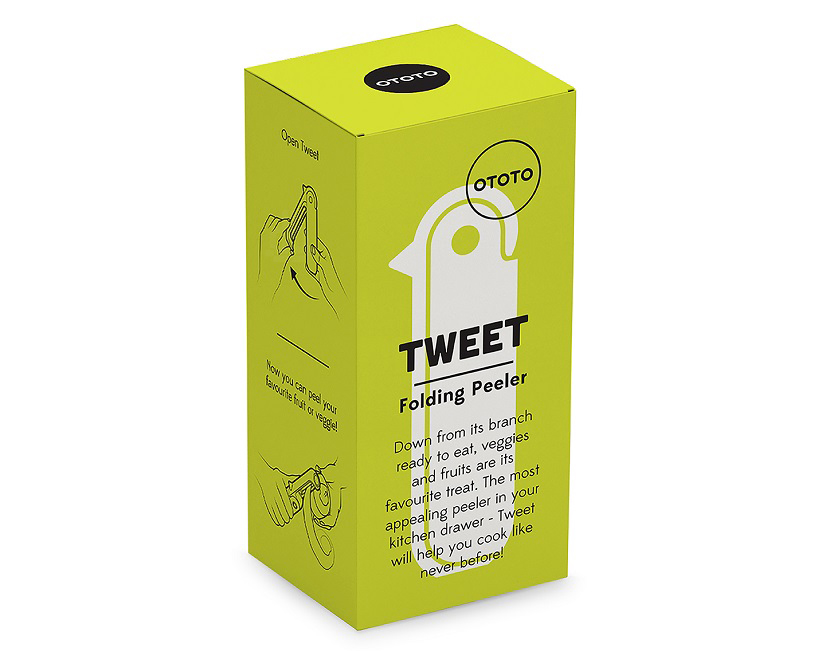 OTOTO
Open Tweet
Now you can peel your
favourite fruit or veggie!
OTOTO
TWEET
Folding Peeler
Down from its branch
ready to eat, veggies
and fruits are its
favourite treat. The most
appealing peeler in your
kitchen drawer - Tweet
will help you cook like
never before!